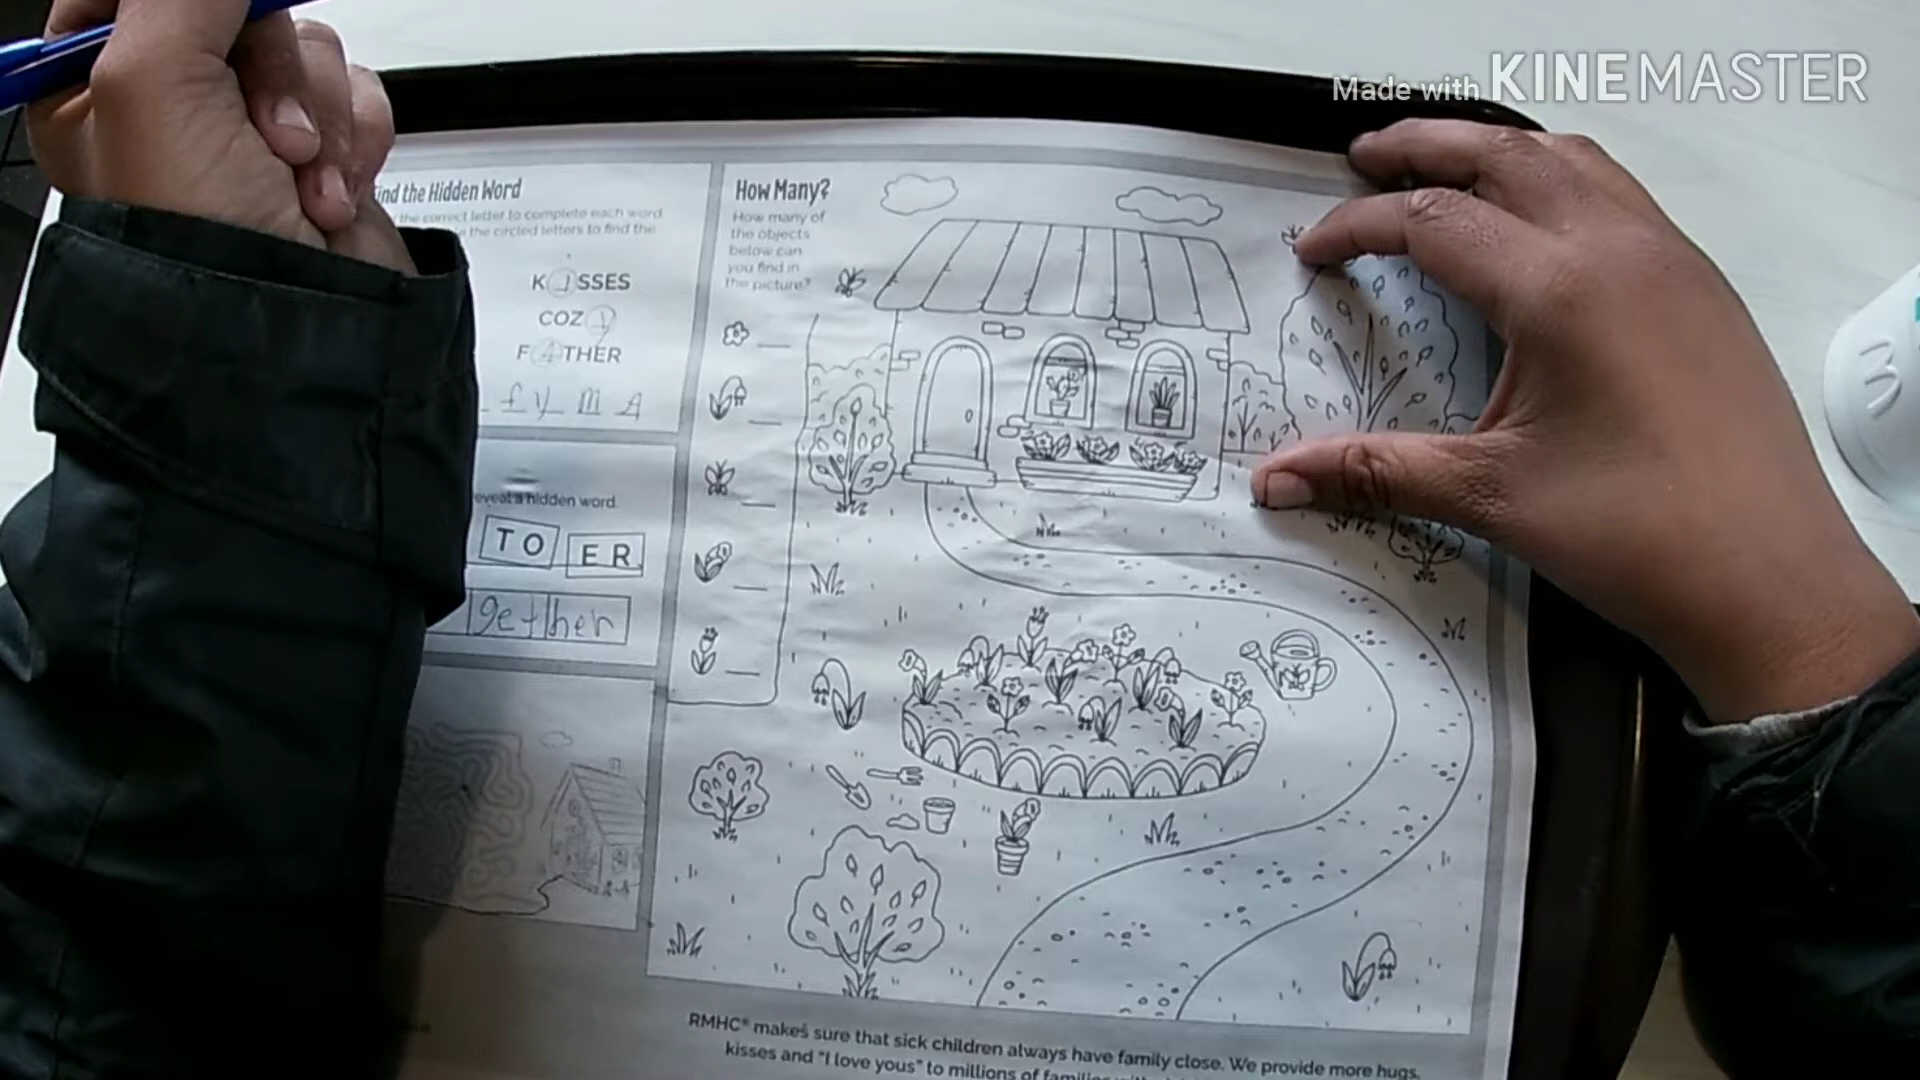 Made with KINEMASTER
ind the Hidden Word
the correct letter to complete each word
the circled letters to find the
K I SSES
COZ Y
F A THER
f y m A
eveal a hidden word.
TO ER
gether
How Many?
How many of
the objects
below can
you find in
the picture?
RMHC® makes sure that sick children always have family close. We provide more hugs,
kisses and "I love yous" to millions of families